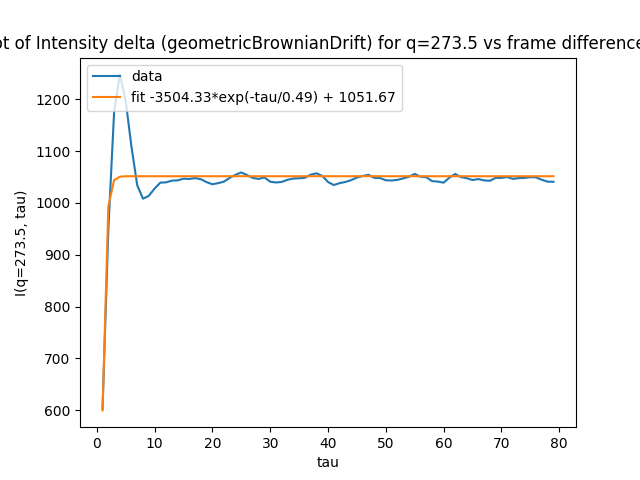 ot of Intensity delta (geometricBrownianDrift) for q=273.5 vs frame difference
data
fit -3504.33*exp(-tau/0.49) + 1051.67
I(q=273.5, tau)
1200
1100
1000
900
800
700
600
0 10 20 30 40 50 60 70 80
tau